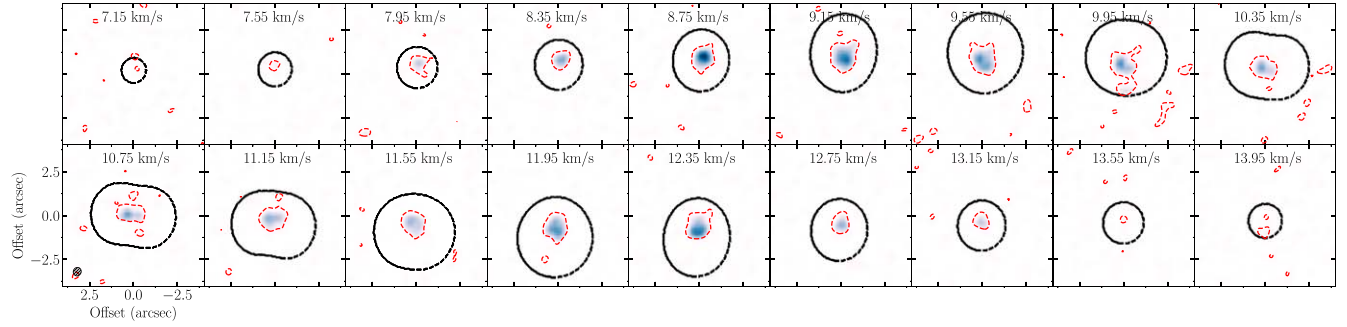 7.15 km/s 7.55 km/s 7.95 km/s 8.35 km/s 8.75 km/s 9.15 km/s 9.55 km/s 9.95 km/s 10.35 km/s
10.75 km/s 11.15 km/s 11.55 km/s 11.95 km/s 12.35 km/s 12.75 km/s 13.15 km/s 13.55 km/s 13.95 km/s
2.5
0.0
−2.5
Offset (arcsec)
2.5 0.0 −2.5
Offset (arcsec)